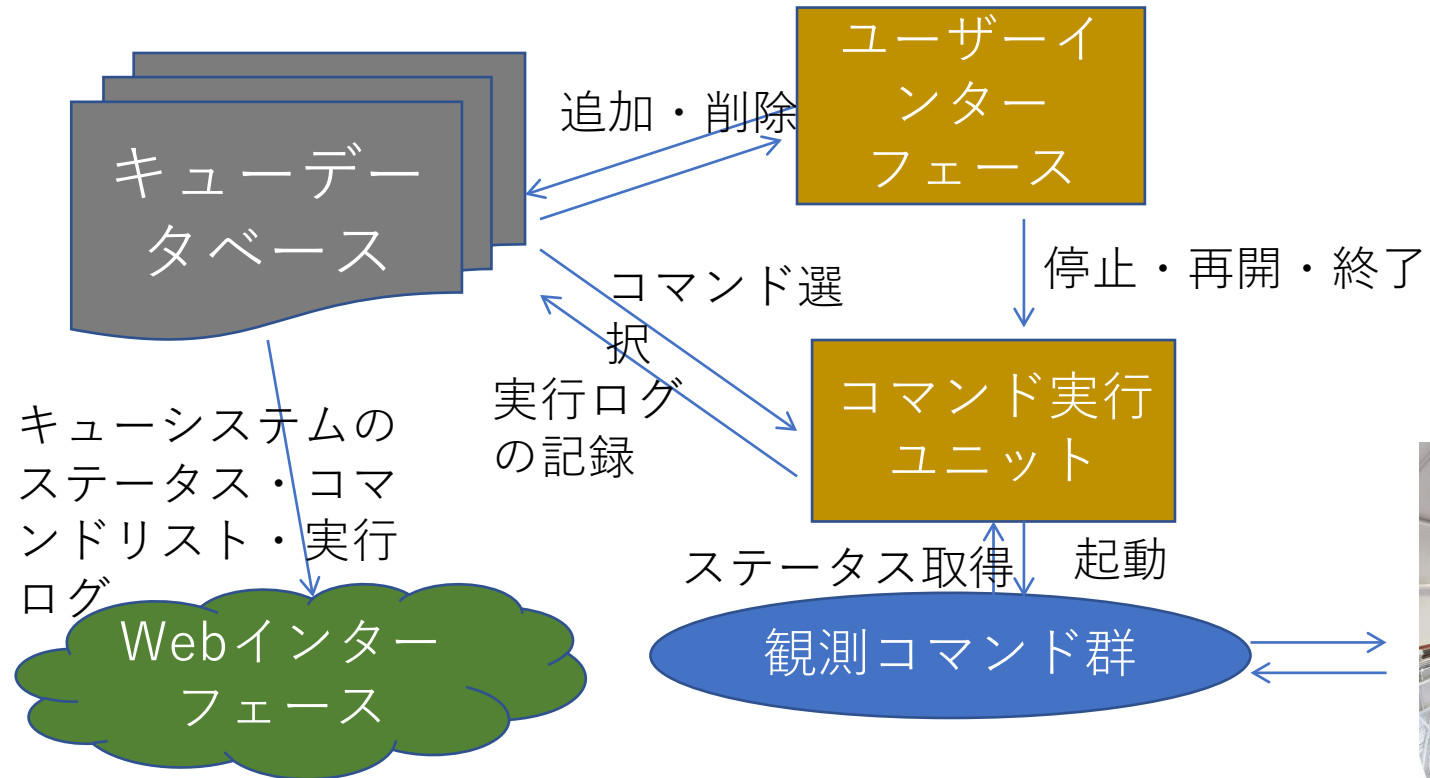 ユーザーイ
ンター
フェース
追加・削除
キューデー
タベース
停止・再開・終了
コマンド選
択
実行ログ
の記録
コマンド実行
ユニット
キューシステムの
ステータス・コマ
ンドリスト・実行
ログ
ステータス取得
起動
Webインター
フェース
観測コマンド群